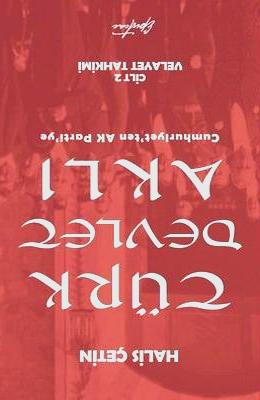 HALİS ÇETİN
TÜRK
DEVLET
AKLI
Cumhuriyet'ten AK Parti'ye
CİLT 2
VELAYET TAHKİMİ